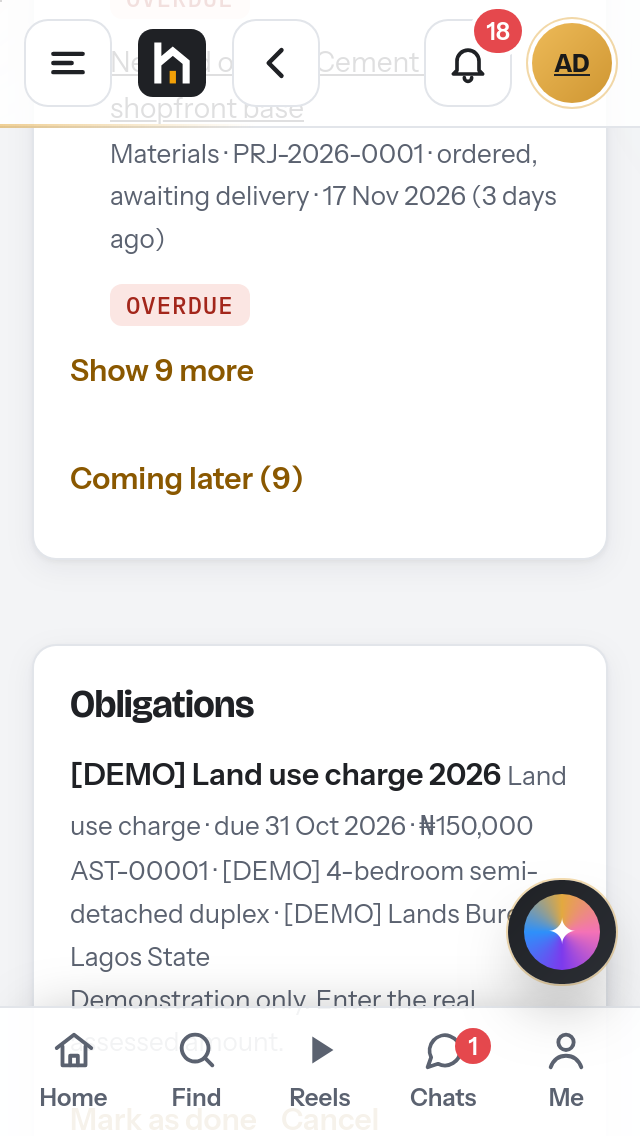 OVERDUE
18
AD
Cement
shopfront base
Materials · PRJ-2026-0001 · ordered,
awaiting delivery · 17 Nov 2026 (3 days
ago)
OVERDUE
Show 9 more
Coming later (9)
Obligations
[DEMO] Land use charge 2026 Land
use charge · due 31 Oct 2026 · ₦150,000
AST-00001 · [DEMO] 4-bedroom semi-
detached duplex · [DEMO] Lands
Lagos State
Demonstration only. Enter the real
assessed amount.
Mark as done Cancel
1
Home Find Reels Chats Me